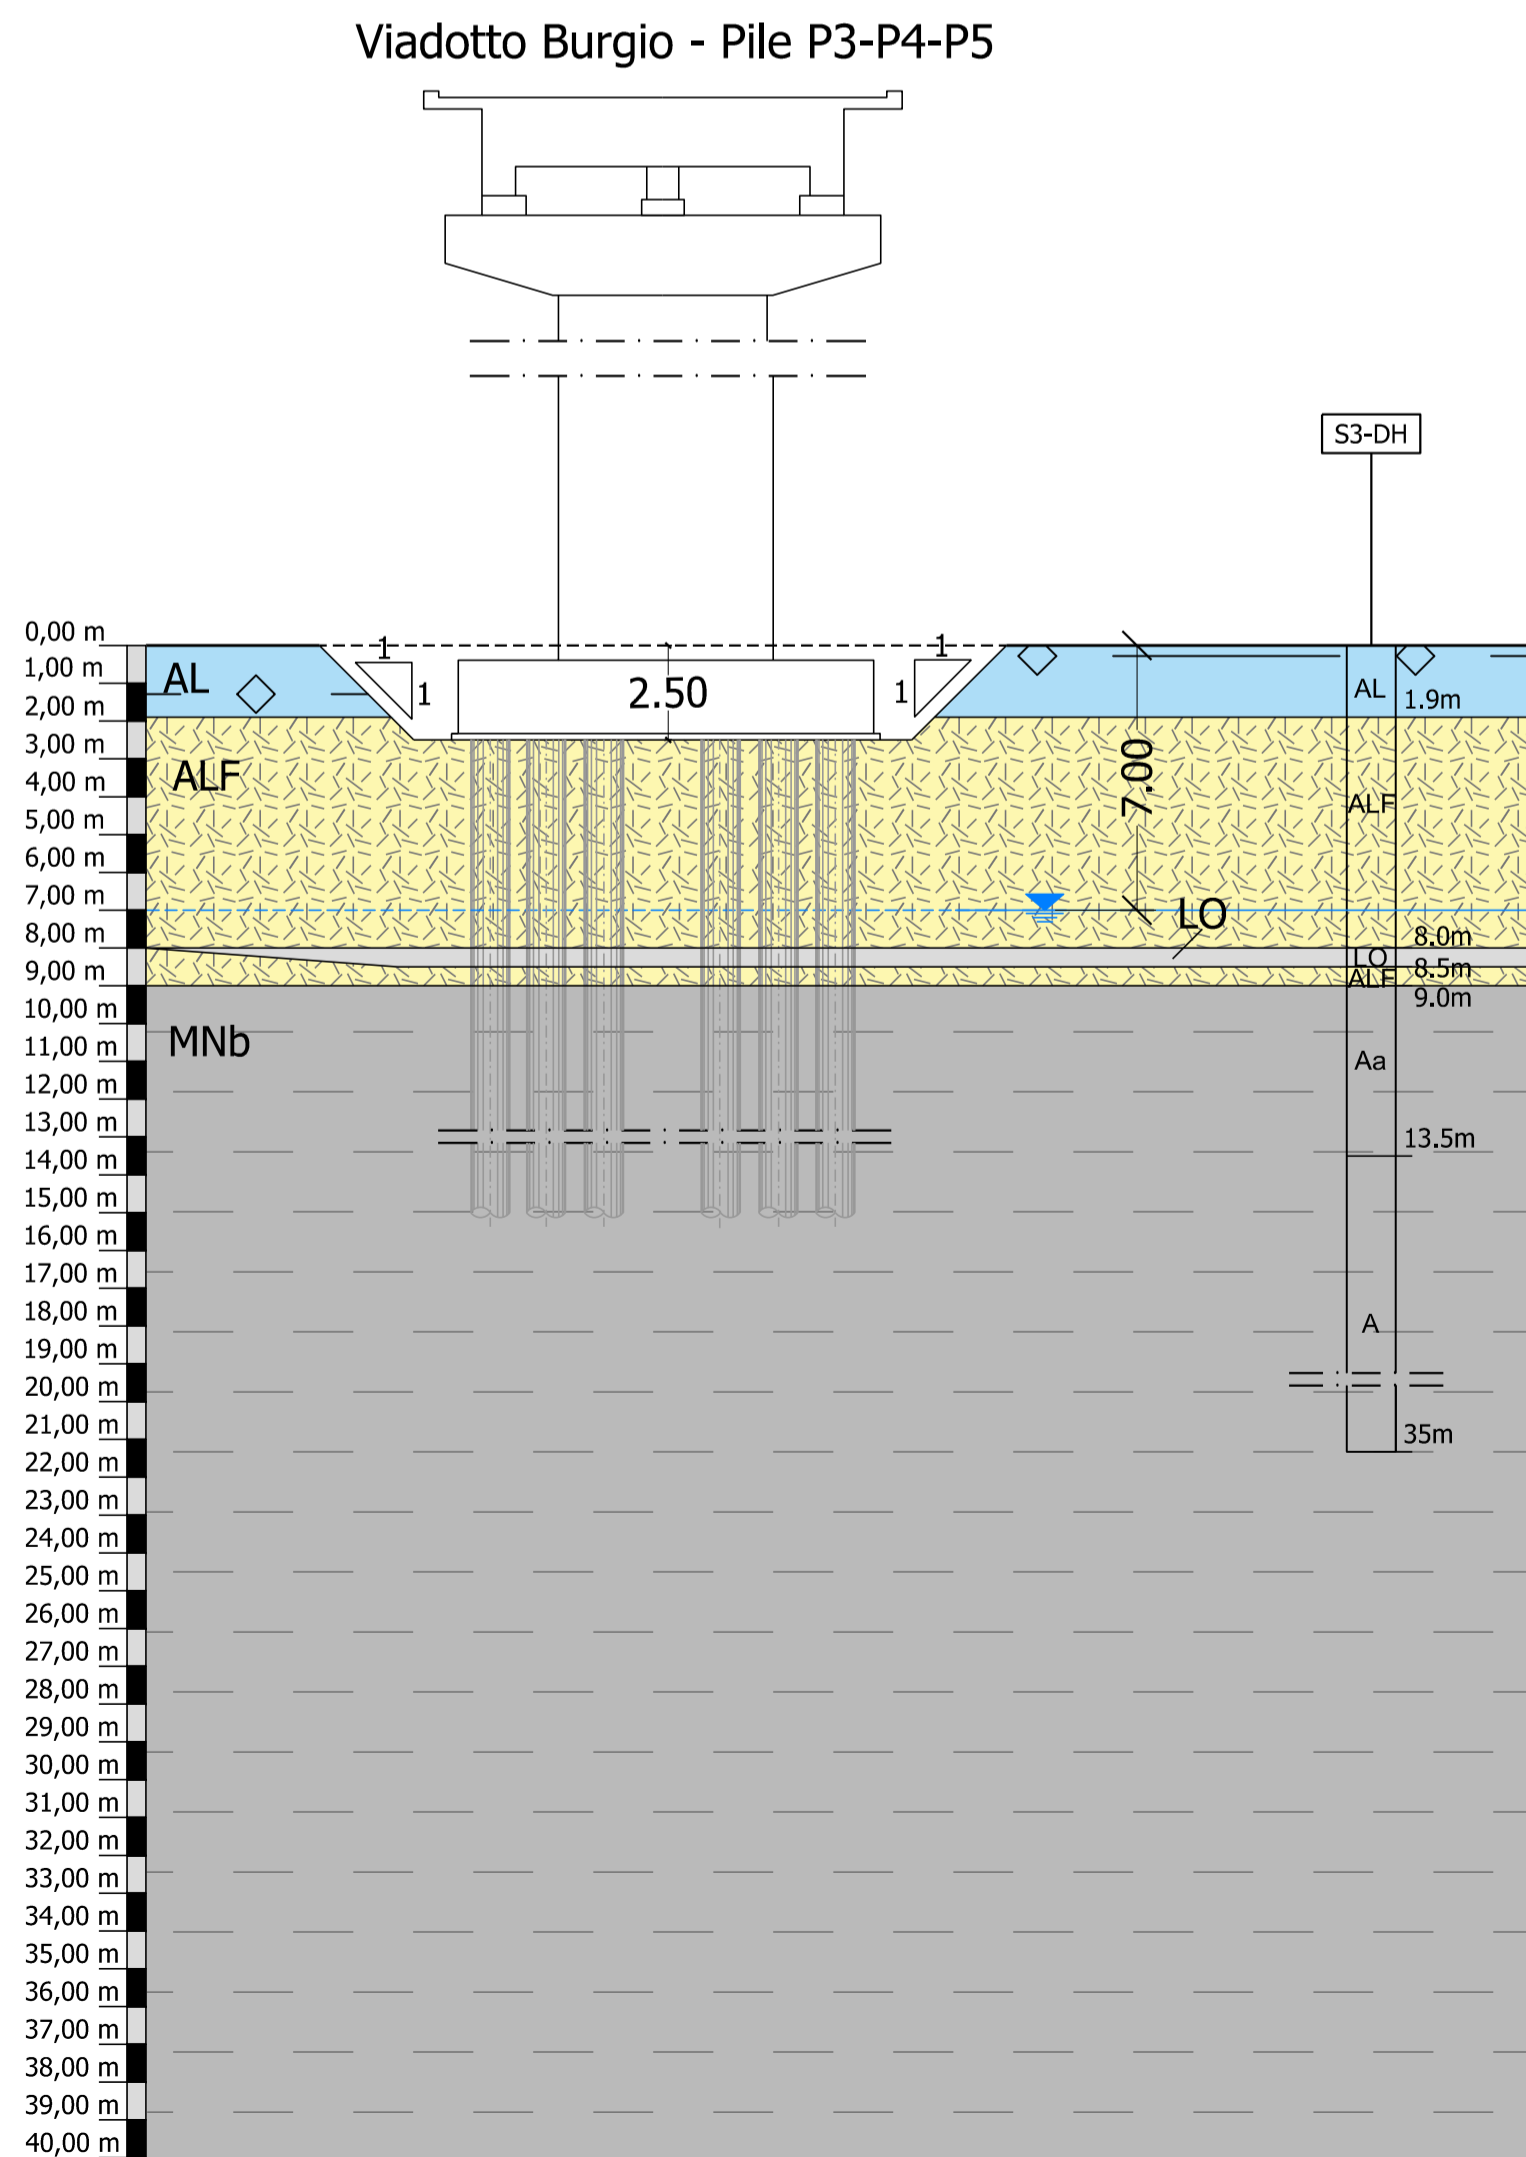 Viadotto Burgio - Pile P3-P4-P5
S3-DH
0,00 m
1,00 m
2,00 m
3,00 m
4,00 m
5,00 m
6,00 m
7,00 m
8,00 m
9,00 m
10,00 m
11,00 m
12,00 m
13,00 m
14,00 m
15,00 m
16,00 m
17,00 m
18,00 m
19,00 m
20,00 m
21,00 m
22,00 m
23,00 m
24,00 m
25,00 m
26,00 m
27,00 m
28,00 m
29,00 m
30,00 m
31,00 m
32,00 m
33,00 m
34,00 m
35,00 m
36,00 m
37,00 m
38,00 m
39,00 m
40,00 m
AL
ALF
MNb
1
1
2.50
1
1
7.00
LO
AL
1.9m
ALF
8.0m
LO
8.5m
ALF
9.0m
Aa
13.5m
A
35m